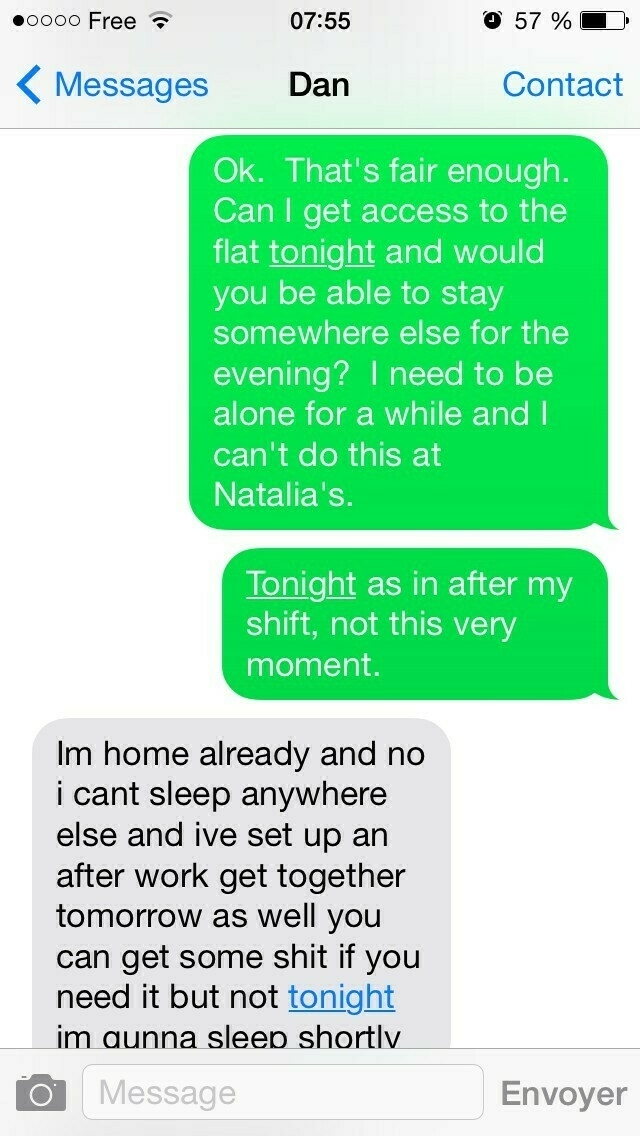 Free 07:55 57 %
Messages Dan Contact
Ok.  That's fair enough.
Can I get access to the
flat tonight and would
you be able to stay
somewhere else for the
evening?  I need to be
alone for a while and I
can't do this at
Natalia's.
Tonight as in after my
shift, not this very
moment.
Im home already and no
i cant sleep anywhere
else and ive set up an
after work get together
tomorrow as well you
can get some shit if you
need it but not tonight
im gunna sleep shortly
Message Envoyer